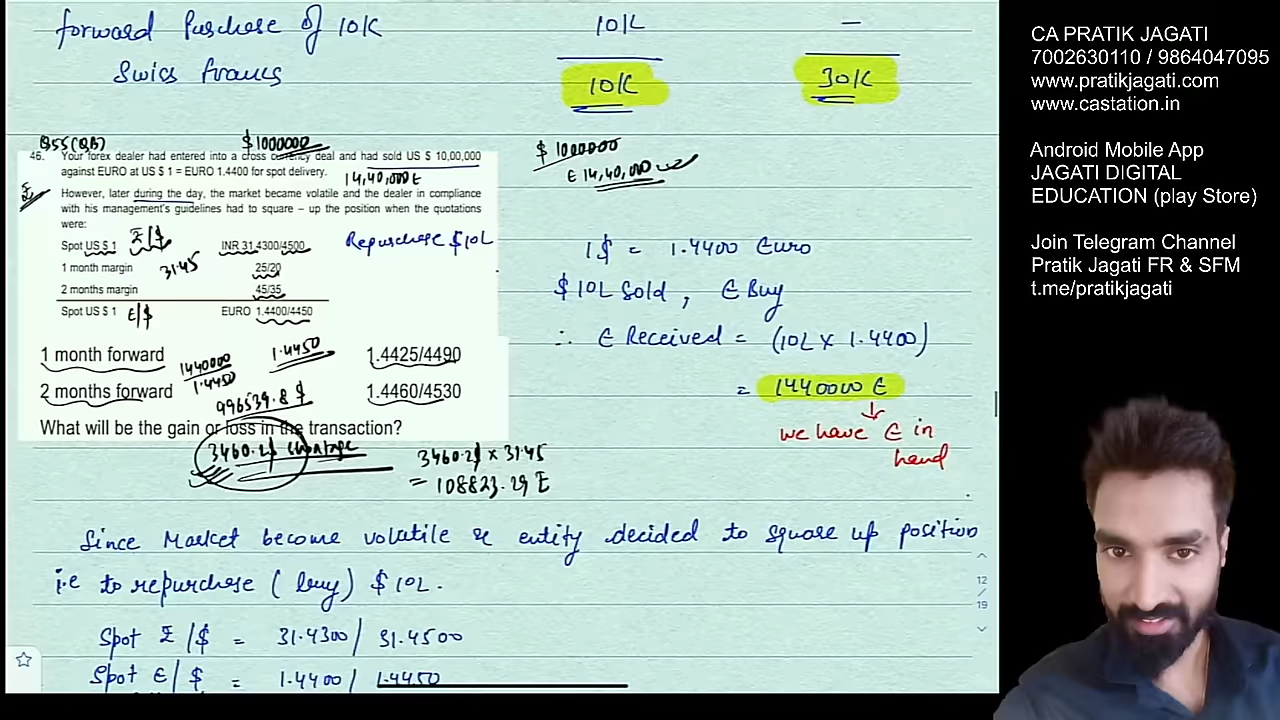 forward Purchase of 10K 10K —
Swiss francs 10K 30K
Q55(QB) $1000000
46. Your forex dealer had entered into a cross currency deal and had sold US $ 10,00,000
against EURO at US $ 1 = EURO 1.4400 for spot delivery.
14,40,000 €
However, later during the day, the market became volatile and the dealer in compliance
with his management's guidelines had to square – up the position when the quotations
were:
Spot US $ 1 ₹/$ INR 31.4300/4500 Repurchase $10L
1 month margin 31.45 25/20
2 months margin 45/35
Spot US $ 1 €/$ EURO 1.4400/4450
1 month forward 1440000 1.4450 1.4425/4490
1.4450
2 months forward 996539.8 $ 1.4460/4530
What will be the gain or loss in the transaction?
3460.2$ shortage
3460.2$ x 31.45
= 108823.29 ₹
$ 1000000
€ 14,40,000
1$ = 1.4400 Euro
$10L Sold, € Buy
∴ € Received = (10L x 1.4400)
= 1440000 €
we have € in
hand
Since Market become volatile & entity decided to square up position
i.e to repurchase (buy) $10L.
Spot ₹/$ = 31.4300/ 31.4500
Spot €/$ = 1.4400/ 1.4450
12
/
19
CA PRATIK JAGATI
7002630110 / 9864047095
www.pratikjagati.com
www.castation.in
Android Mobile App
JAGATI DIGITAL
EDUCATION (play Store)
Join Telegram Channel
Pratik Jagati FR & SFM
t.me/pratikjagati